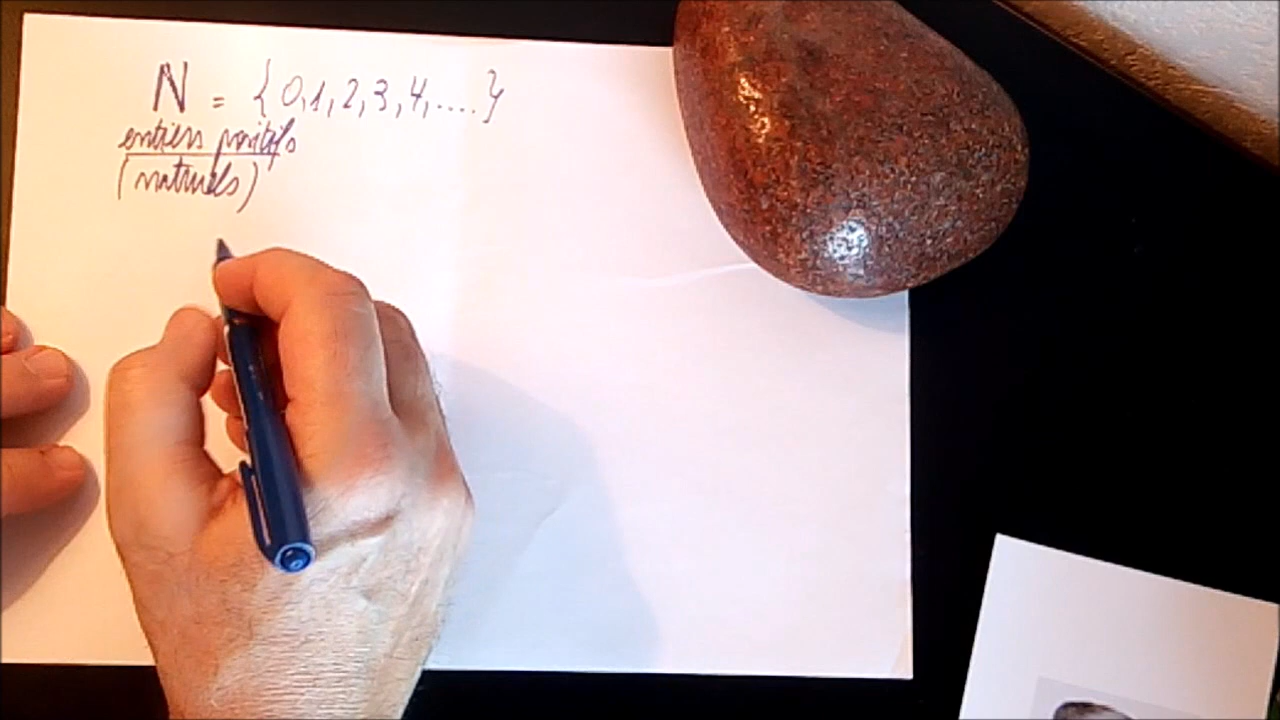 N = { 0, 1, 2, 3, 4, .... }
entiers positifs
(naturels)